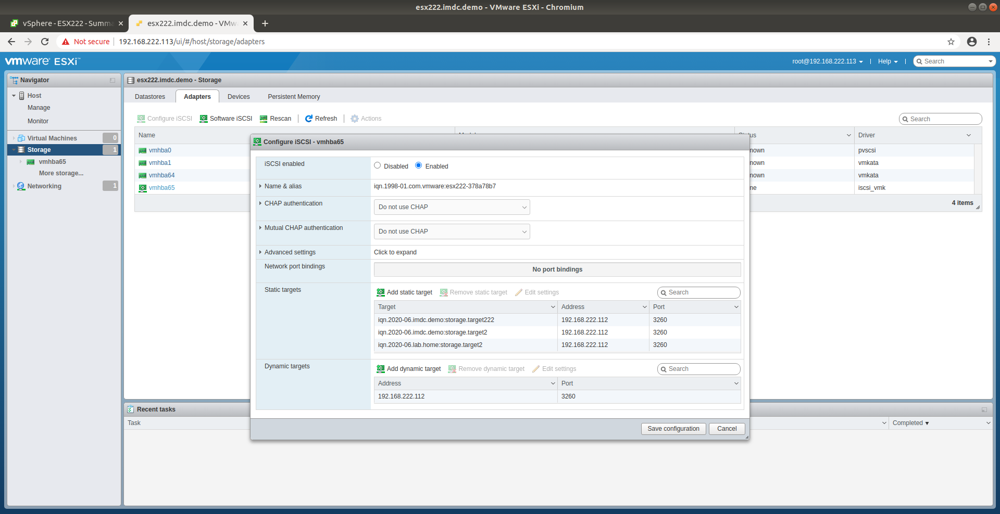 esx222.imdc.demo - VMware ESXi - Chromium
vSphere - ESX222 - Summa
esx222.imdc.demo - VMw
Not secure
192.168.222.113/ui/#/host/storage/adapters
vmware ESXi™
root@192.168.222.113
Help
Search
Navigator
Host
Manage
Monitor
Virtual Machines 0
Storage 1
vmhba65
More storage...
Networking 1
esx222.imdc.demo - Storage
Datastores Adapters Devices Persistent Memory
Configure iSCSI Software iSCSI Rescan Refresh Actions Search
Name Driver
vmhba0 nown pvscsi
vmhba1 nown vmkata
vmhba64 nown vmkata
vmhba65 ne iscsi_vmk
4 items
Configure iSCSI - vmhba65
iSCSI enabled Disabled Enabled
Name & alias iqn.1998-01.com.vmware:esx222-378a78b7
CHAP authentication Do not use CHAP
Mutual CHAP authentication Do not use CHAP
Advanced settings Click to expand
Network port bindings No port bindings
Static targets Add static target Remove static target Edit settings Search
Target Address Port
iqn.2020-06.imdc.demo:storage.target222 192.168.222.112 3260
iqn.2020-06.imdc.demo:storage.target2 192.168.222.112 3260
iqn.2020-06.lab.home:storage.target2 192.168.222.112 3260
Dynamic targets Add dynamic target Remove dynamic target Edit settings Search
Address Port
192.168.222.112 3260
Save configuration Cancel
Recent tasks
Task Completed